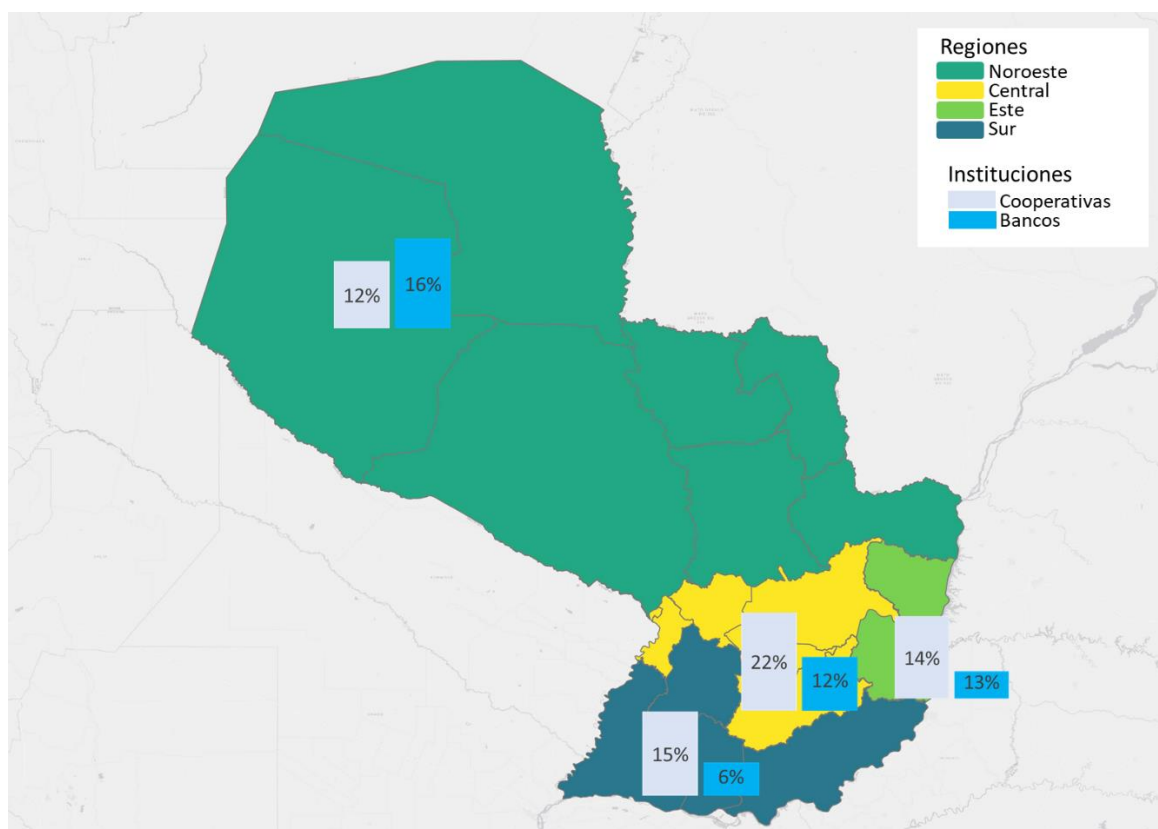 Regiones
Noroeste
Central
Este
Sur
Instituciones
Cooperativas
Bancos
12%
16%
22%
12%
14%
13%
15%
6%